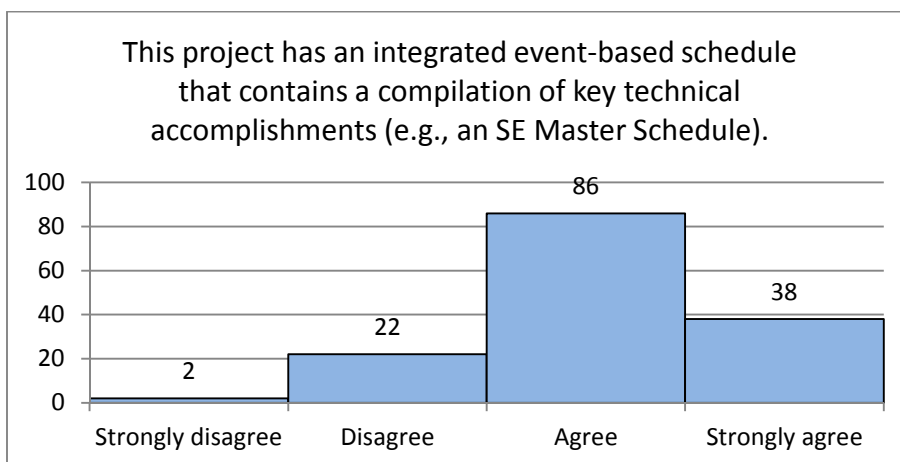 This project has an integrated event-based schedule
that contains a compilation of key technical
accomplishments (e.g., an SE Master Schedule).
100
80
60
40
20
0
2
22
86
38
Strongly disagree
Disagree
Agree
Strongly agree